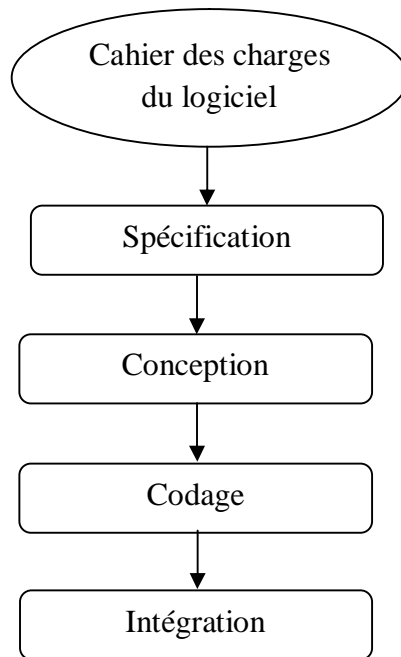 Cahier des charges
du logiciel
Spécification
Conception
Codage
Intégration